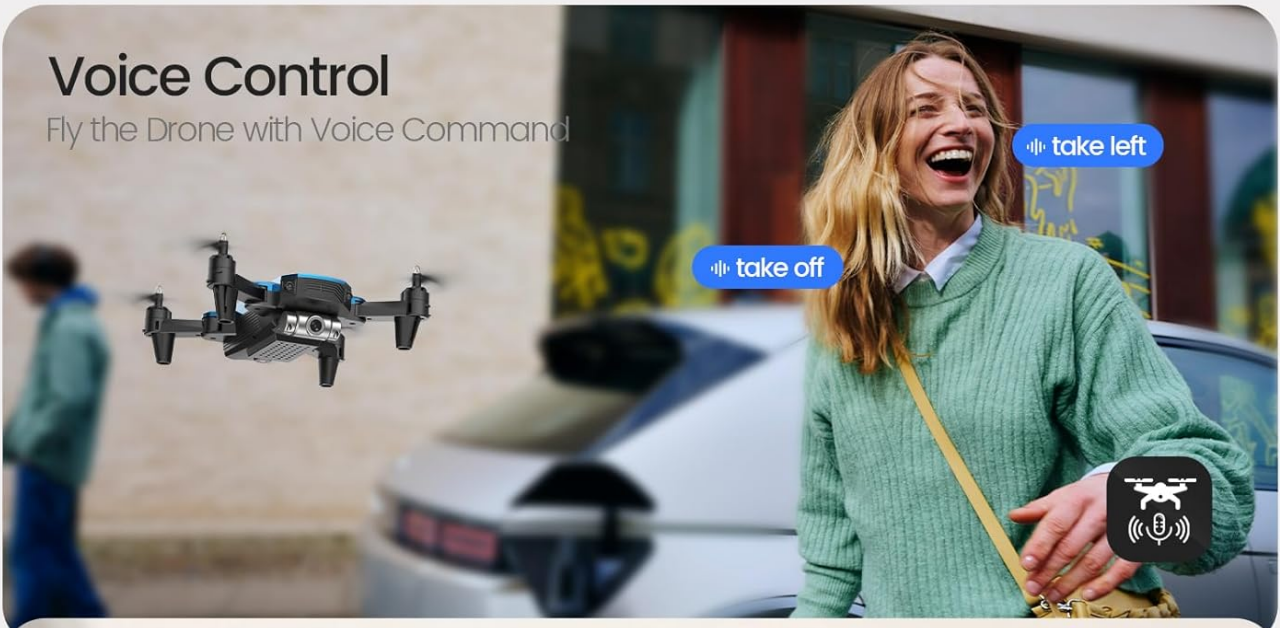 Voice Control
Fly the Drone with Voice Command
take left
take off